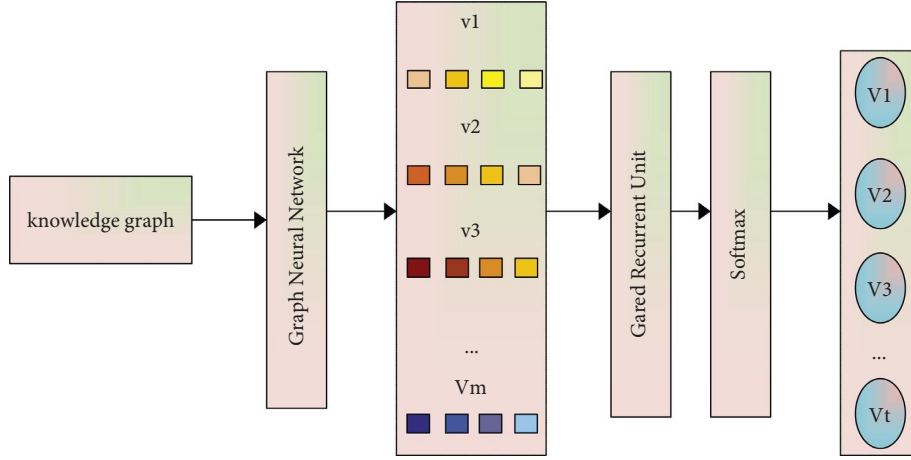 knowledge graph
Graph Neural Network
v1
v2
v3
...
Vm
Gared Recurrent Unit
Softmax
V1
V2
V3
...
Vt